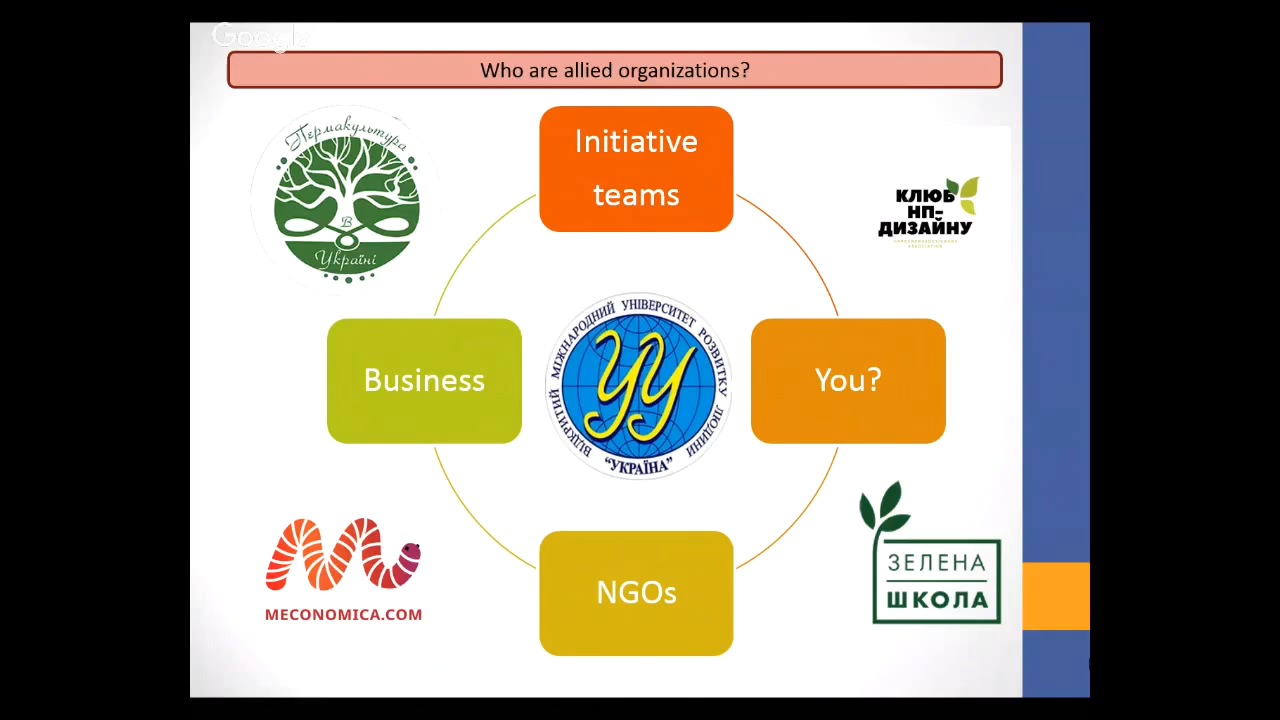 Google
Who are allied organizations?
Пермакультура
в
Україні
Initiative
teams
КЛЮБ
НП-
ДИЗАЙНУ
Business
ВІДКРИТИЙ МІЖНАРОДНИЙ УНІВЕРСИТЕТ РОЗВИТКУ ЛЮДИНИ
УУ
“УКРАЇНА”
You?
MECONOMICA.COM
NGOs
ЗЕЛЕНА
ШКОЛА